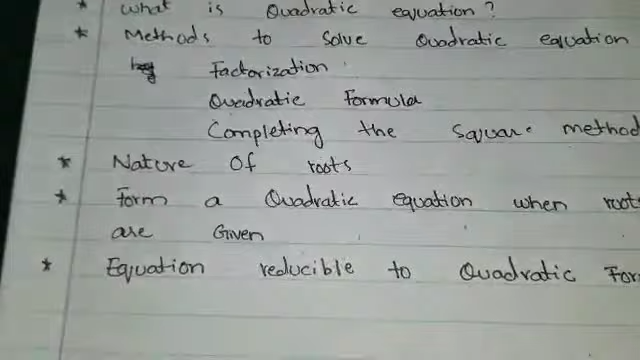 * What is Quadratic equation?
* Methods to Solve Quadratic equation
Factorization
Quadratic Formula
Completing the Square method
* Nature of roots
* Form a Quadratic equation when roots
are Given
* Equation reducible to Quadratic For